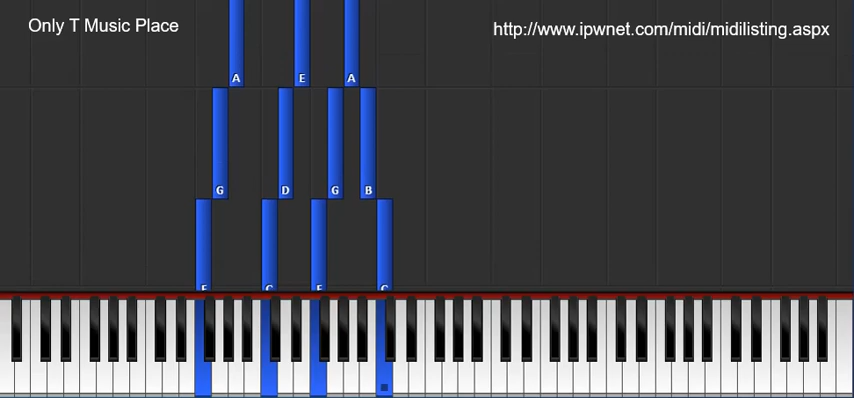 Only T Music Place
http://www.ipwnet.com/midi/midilisting.aspx
A E A
G D G B